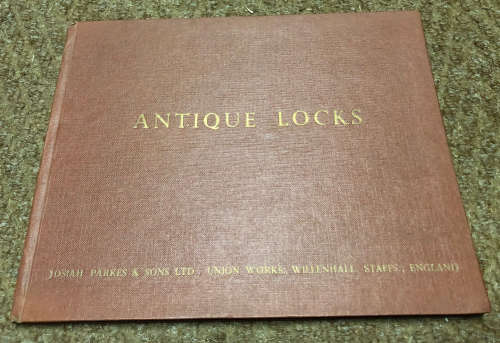 ANTIQUE LOCKS
JOSIAH PARKES & SONS LTD., UNION WORKS, WILLENHALL. STAFFS., ENGLAND